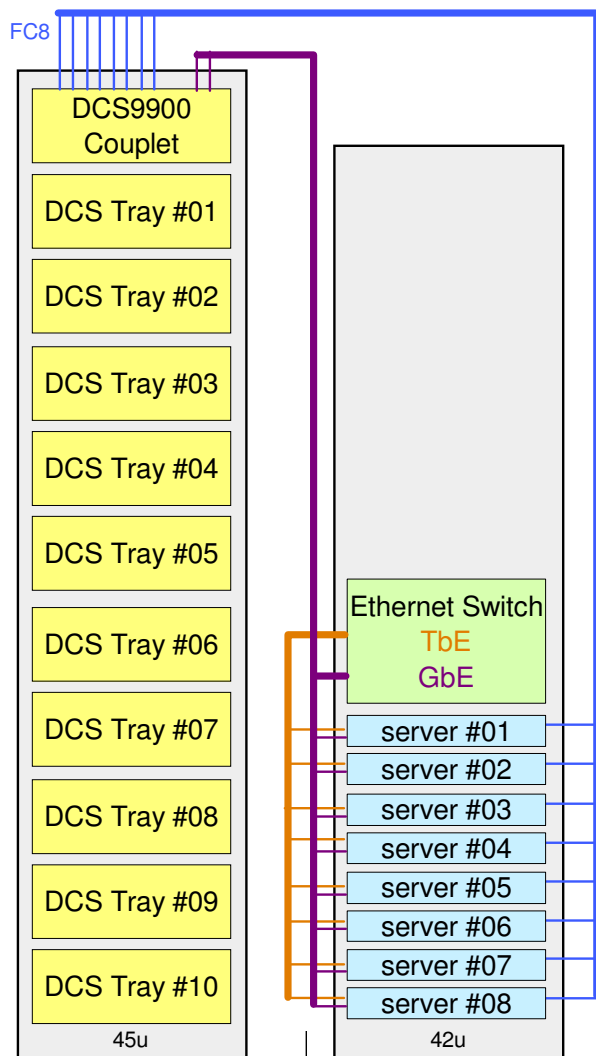 FC8
DCS9900
Couplet
DCS Tray #01
DCS Tray #02
DCS Tray #03
DCS Tray #04
DCS Tray #05
DCS Tray #06
DCS Tray #07
DCS Tray #08
DCS Tray #09
DCS Tray #10
45u
Ethernet Switch
TbE
GbE
server #01
server #02
server #03
server #04
server #05
server #06
server #07
server #08
42u